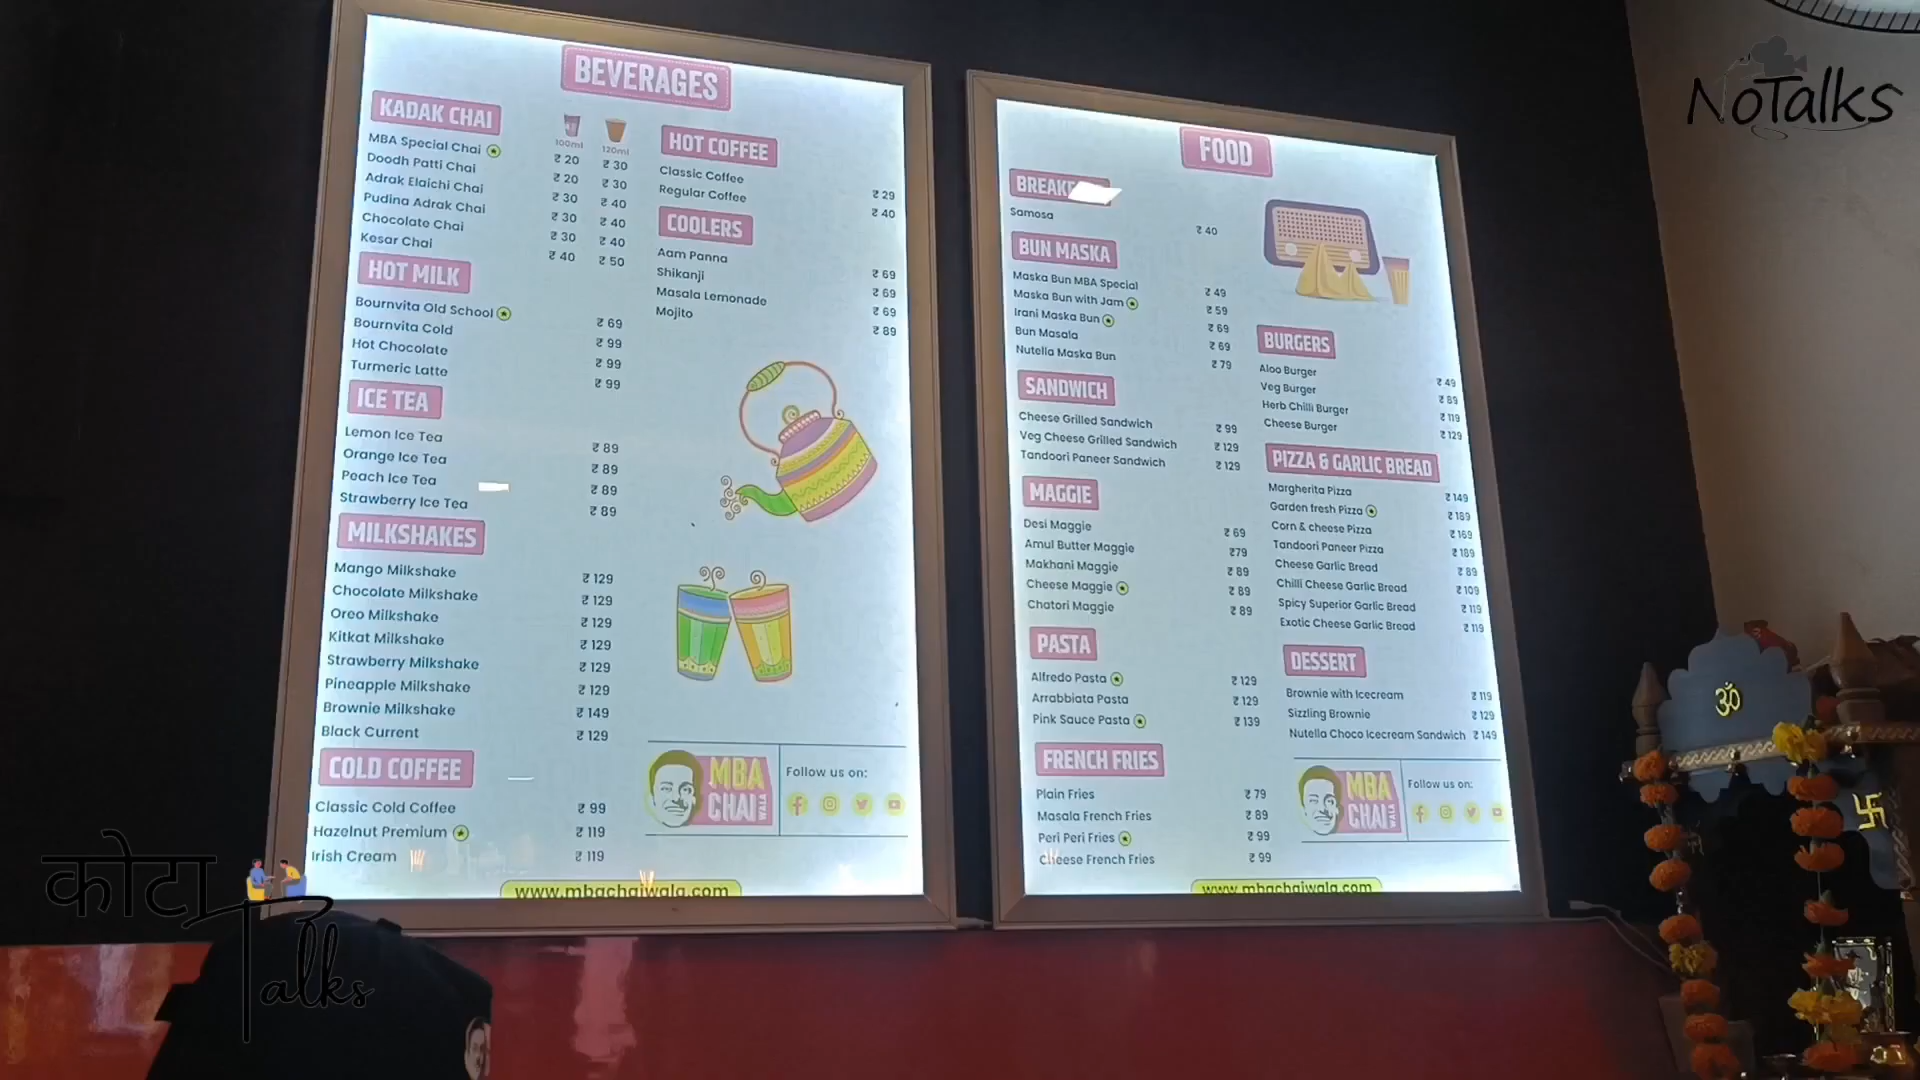 BEVERAGES
KADAK CHAI
100ml 120ml
MBA Special Chai ₹ 20 ₹ 30
Doodh Patti Chai ₹ 20 ₹ 30
Adrak Elaichi Chai ₹ 30 ₹ 40
Pudina Adrak Chai ₹ 30 ₹ 40
Chocolate Chai ₹ 30 ₹ 40
Kesar Chai ₹ 40 ₹ 50
HOT MILK
Bournvita Old School ₹ 69
Bournvita Cold ₹ 99
Hot Chocolate ₹ 99
Turmeric Latte ₹ 99
ICE TEA
Lemon Ice Tea ₹ 89
Orange Ice Tea ₹ 89
Peach Ice Tea ₹ 89
Strawberry Ice Tea ₹ 89
MILKSHAKES
Mango Milkshake ₹ 129
Chocolate Milkshake ₹ 129
Oreo Milkshake ₹ 129
Kitkat Milkshake ₹ 129
Strawberry Milkshake ₹ 129
Pineapple Milkshake ₹ 129
Brownie Milkshake ₹ 149
Black Current ₹ 129
COLD COFFEE
Classic Cold Coffee ₹ 99
Hazelnut Premium ₹ 119
Irish Cream ₹ 119
HOT COFFEE
Classic Coffee ₹ 29
Regular Coffee ₹ 40
COOLERS
Aam Panna ₹ 69
Shikanji ₹ 69
Masala Lemonade ₹ 69
Mojito ₹ 89
MBA
CHAI
WALA
Follow us on:
www.mbachaiwala.com
FOOD
Samosa ₹ 40
BUN MASKA
Maska Bun MBA Special ₹ 49
Maska Bun with Jam ₹ 59
Irani Maska Bun ₹ 69
Bun Masala ₹ 69
Nutella Maska Bun ₹ 79
SANDWICH
Cheese Grilled Sandwich ₹ 99
Veg Cheese Grilled Sandwich ₹ 129
Tandoori Paneer Sandwich ₹ 129
MAGGIE
Desi Maggie ₹ 69
Amul Butter Maggie ₹79
Makhani Maggie ₹ 89
Cheese Maggie ₹ 89
Chatori Maggie ₹ 89
PASTA
Alfredo Pasta ₹ 129
Arrabbiata Pasta ₹ 129
Pink Sauce Pasta ₹ 139
FRENCH FRIES
Plain Fries ₹ 79
Masala French Fries ₹ 89
Peri Peri Fries ₹ 99
Cheese French Fries ₹ 99
BURGERS
Aloo Burger ₹ 49
Veg Burger ₹ 89
Herb Chilli Burger ₹ 119
Cheese Burger ₹ 129
PIZZA & GARLIC BREAD
Margherita Pizza ₹ 149
Garden fresh Pizza ₹ 189
Corn & cheese Pizza ₹ 169
Tandoori Paneer Pizza ₹ 189
Cheese Garlic Bread ₹ 89
Chilli Cheese Garlic Bread ₹ 109
Spicy Superior Garlic Bread ₹ 119
Exotic Cheese Garlic Bread ₹ 119
DESSERT
Brownie with Icecream ₹ 119
Sizzling Brownie ₹ 129
Nutella Choco Icecream Sandwich ₹ 149
MBA
CHAI
WALA
Follow us on:
www.mbachaiwala.com
NoTalks
ॐ
कोटा
Talks